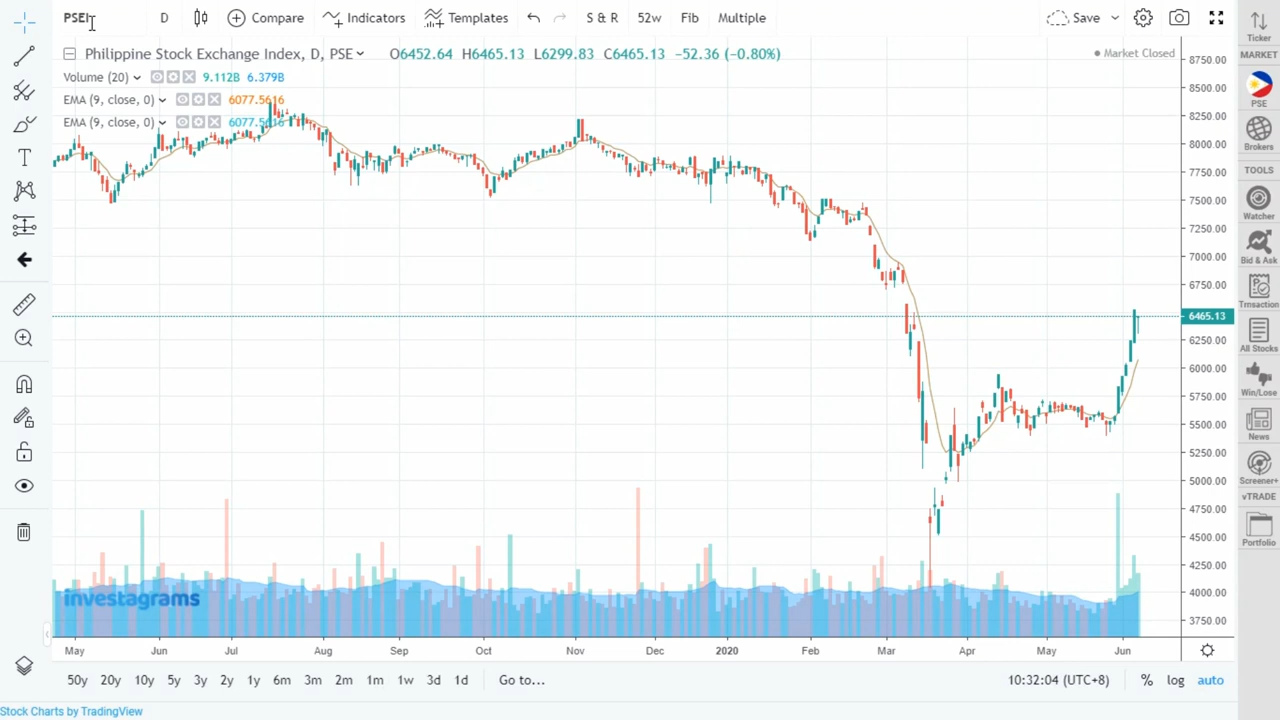 PSEI D Compare Indicators Templates S & R 52w Fib Multiple Save
Ticker
Philippine Stock Exchange Index, D, PSE O6452.64 H6465.13 L6299.83 C6465.13 −52.36 (−0.80%) Market Closed
MARKET
Volume (20) 9.112B 6.379B
EMA (9, close, 0) 6077.5616
EMA (9, close, 0) 6077.5616
PSE
Brokers
TOOLS
Watcher
Bid & Ask
Trnsaction
All Stocks
Win/Lose
News
Screener+
vTRADE
Portfolio
8750.00
8500.00
8250.00
8000.00
7750.00
7500.00
7250.00
7000.00
6750.00
6465.13
6250.00
6000.00
5750.00
5500.00
5250.00
5000.00
4750.00
4500.00
4250.00
4000.00
3750.00
investagrams
May Jun Jul Aug Sep Oct Nov Dec 2020 Feb Mar Apr May Jun
50y 20y 10y 5y 3y 2y 1y 6m 3m 2m 1m 1w 3d 1d Go to... 10:32:04 (UTC+8) % log auto
Stock Charts by TradingView